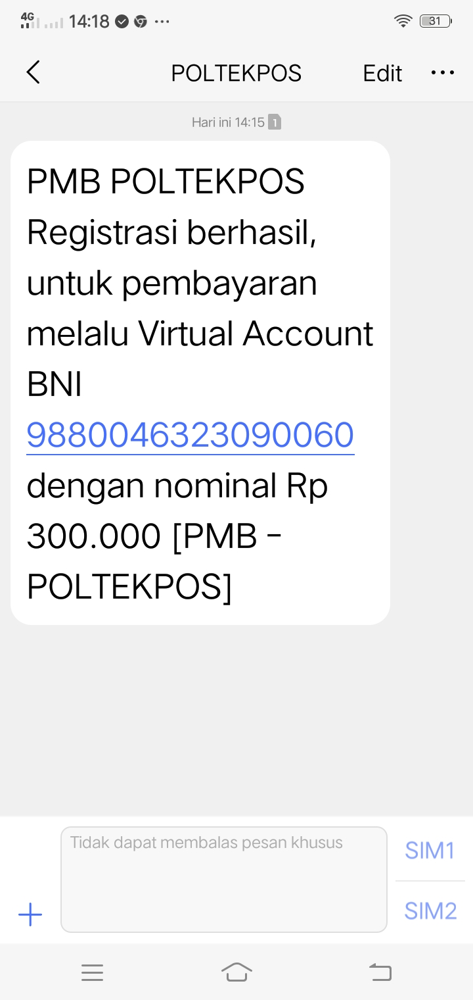 4G 14:18 31
POLTEKPOS Edit
Hari ini 14:15 1
PMB POLTEKPOS
Registrasi berhasil,
untuk pembayaran
melalu Virtual Account
BNI
9880046323090060
dengan nominal Rp
300.000 [PMB -
POLTEKPOS]
Tidak dapat membalas pesan khusus
SIM1
SIM2